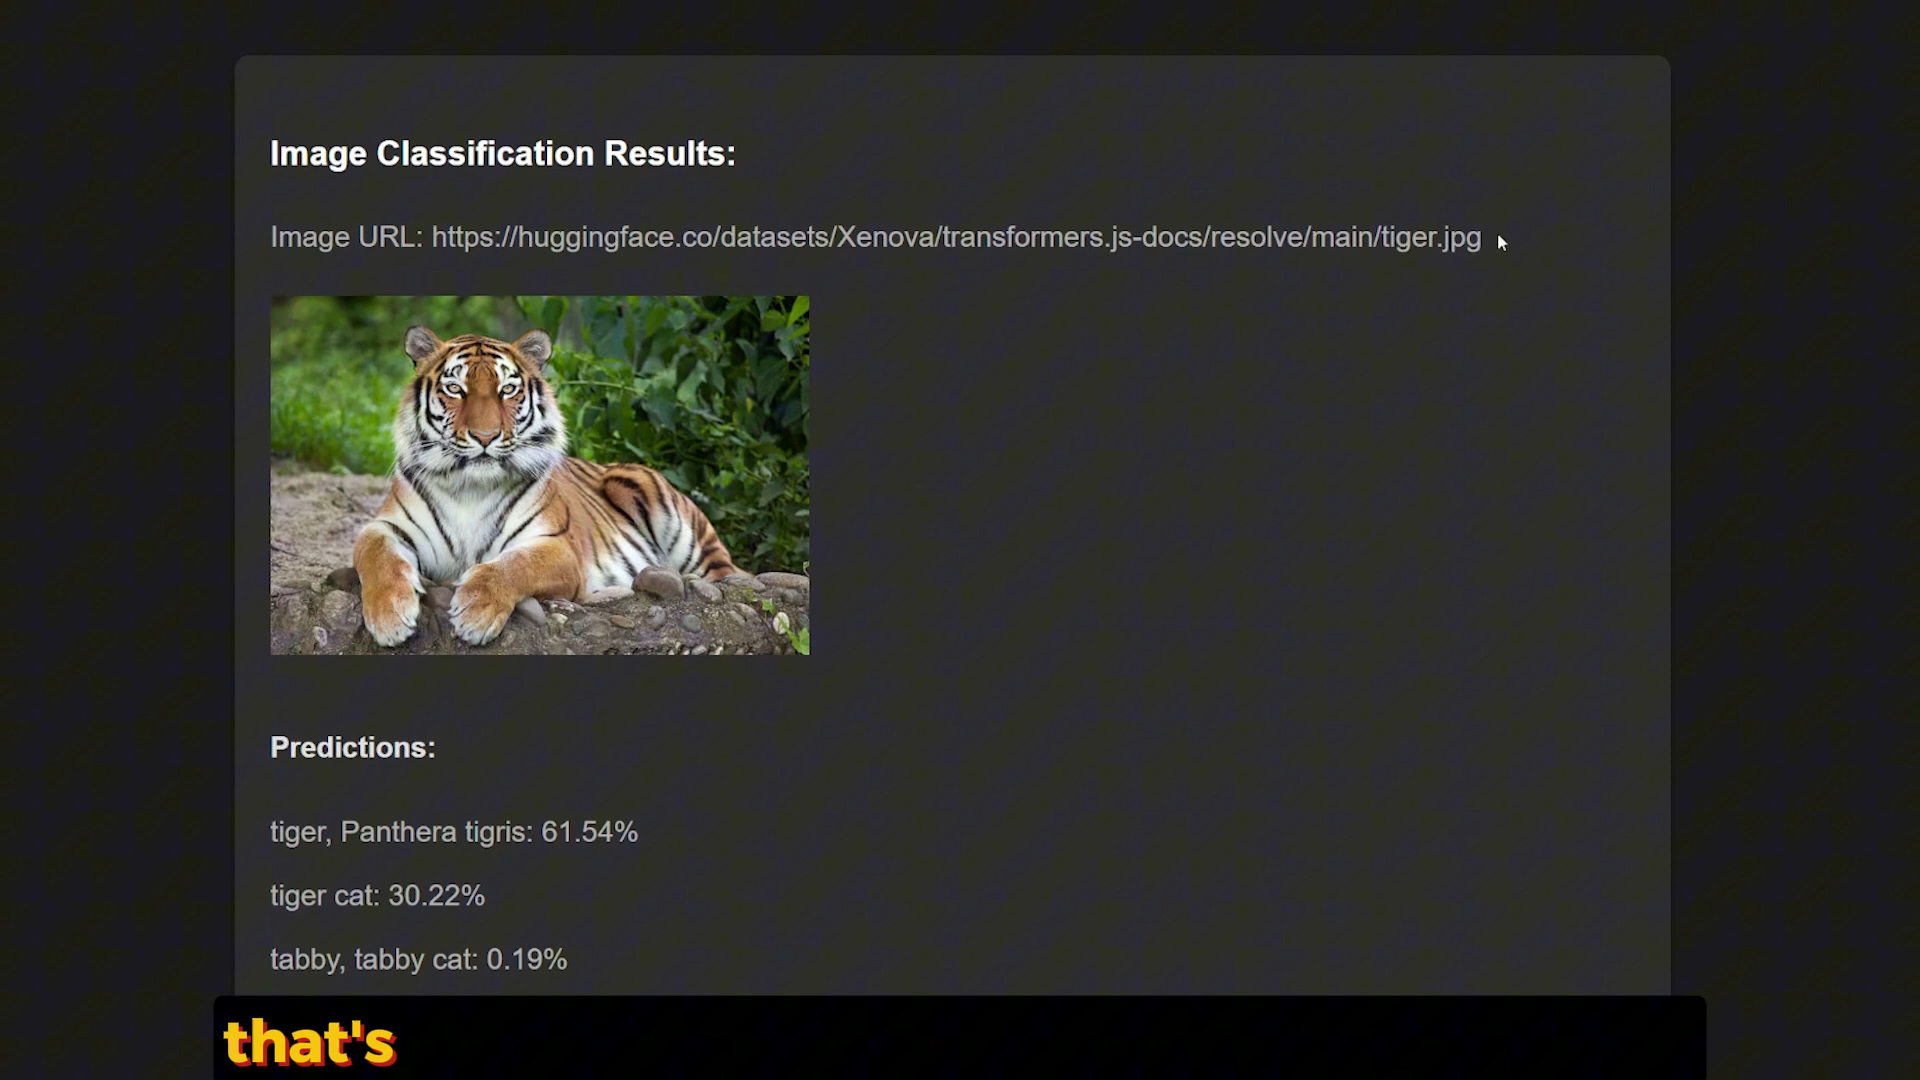 Image Classification Results:
Image URL: https://huggingface.co/datasets/Xenova/transformers.js-docs/resolve/main/tiger.jpg
Predictions:
tiger, Panthera tigris: 61.54%
tiger cat: 30.22%
tabby, tabby cat: 0.19%
that's